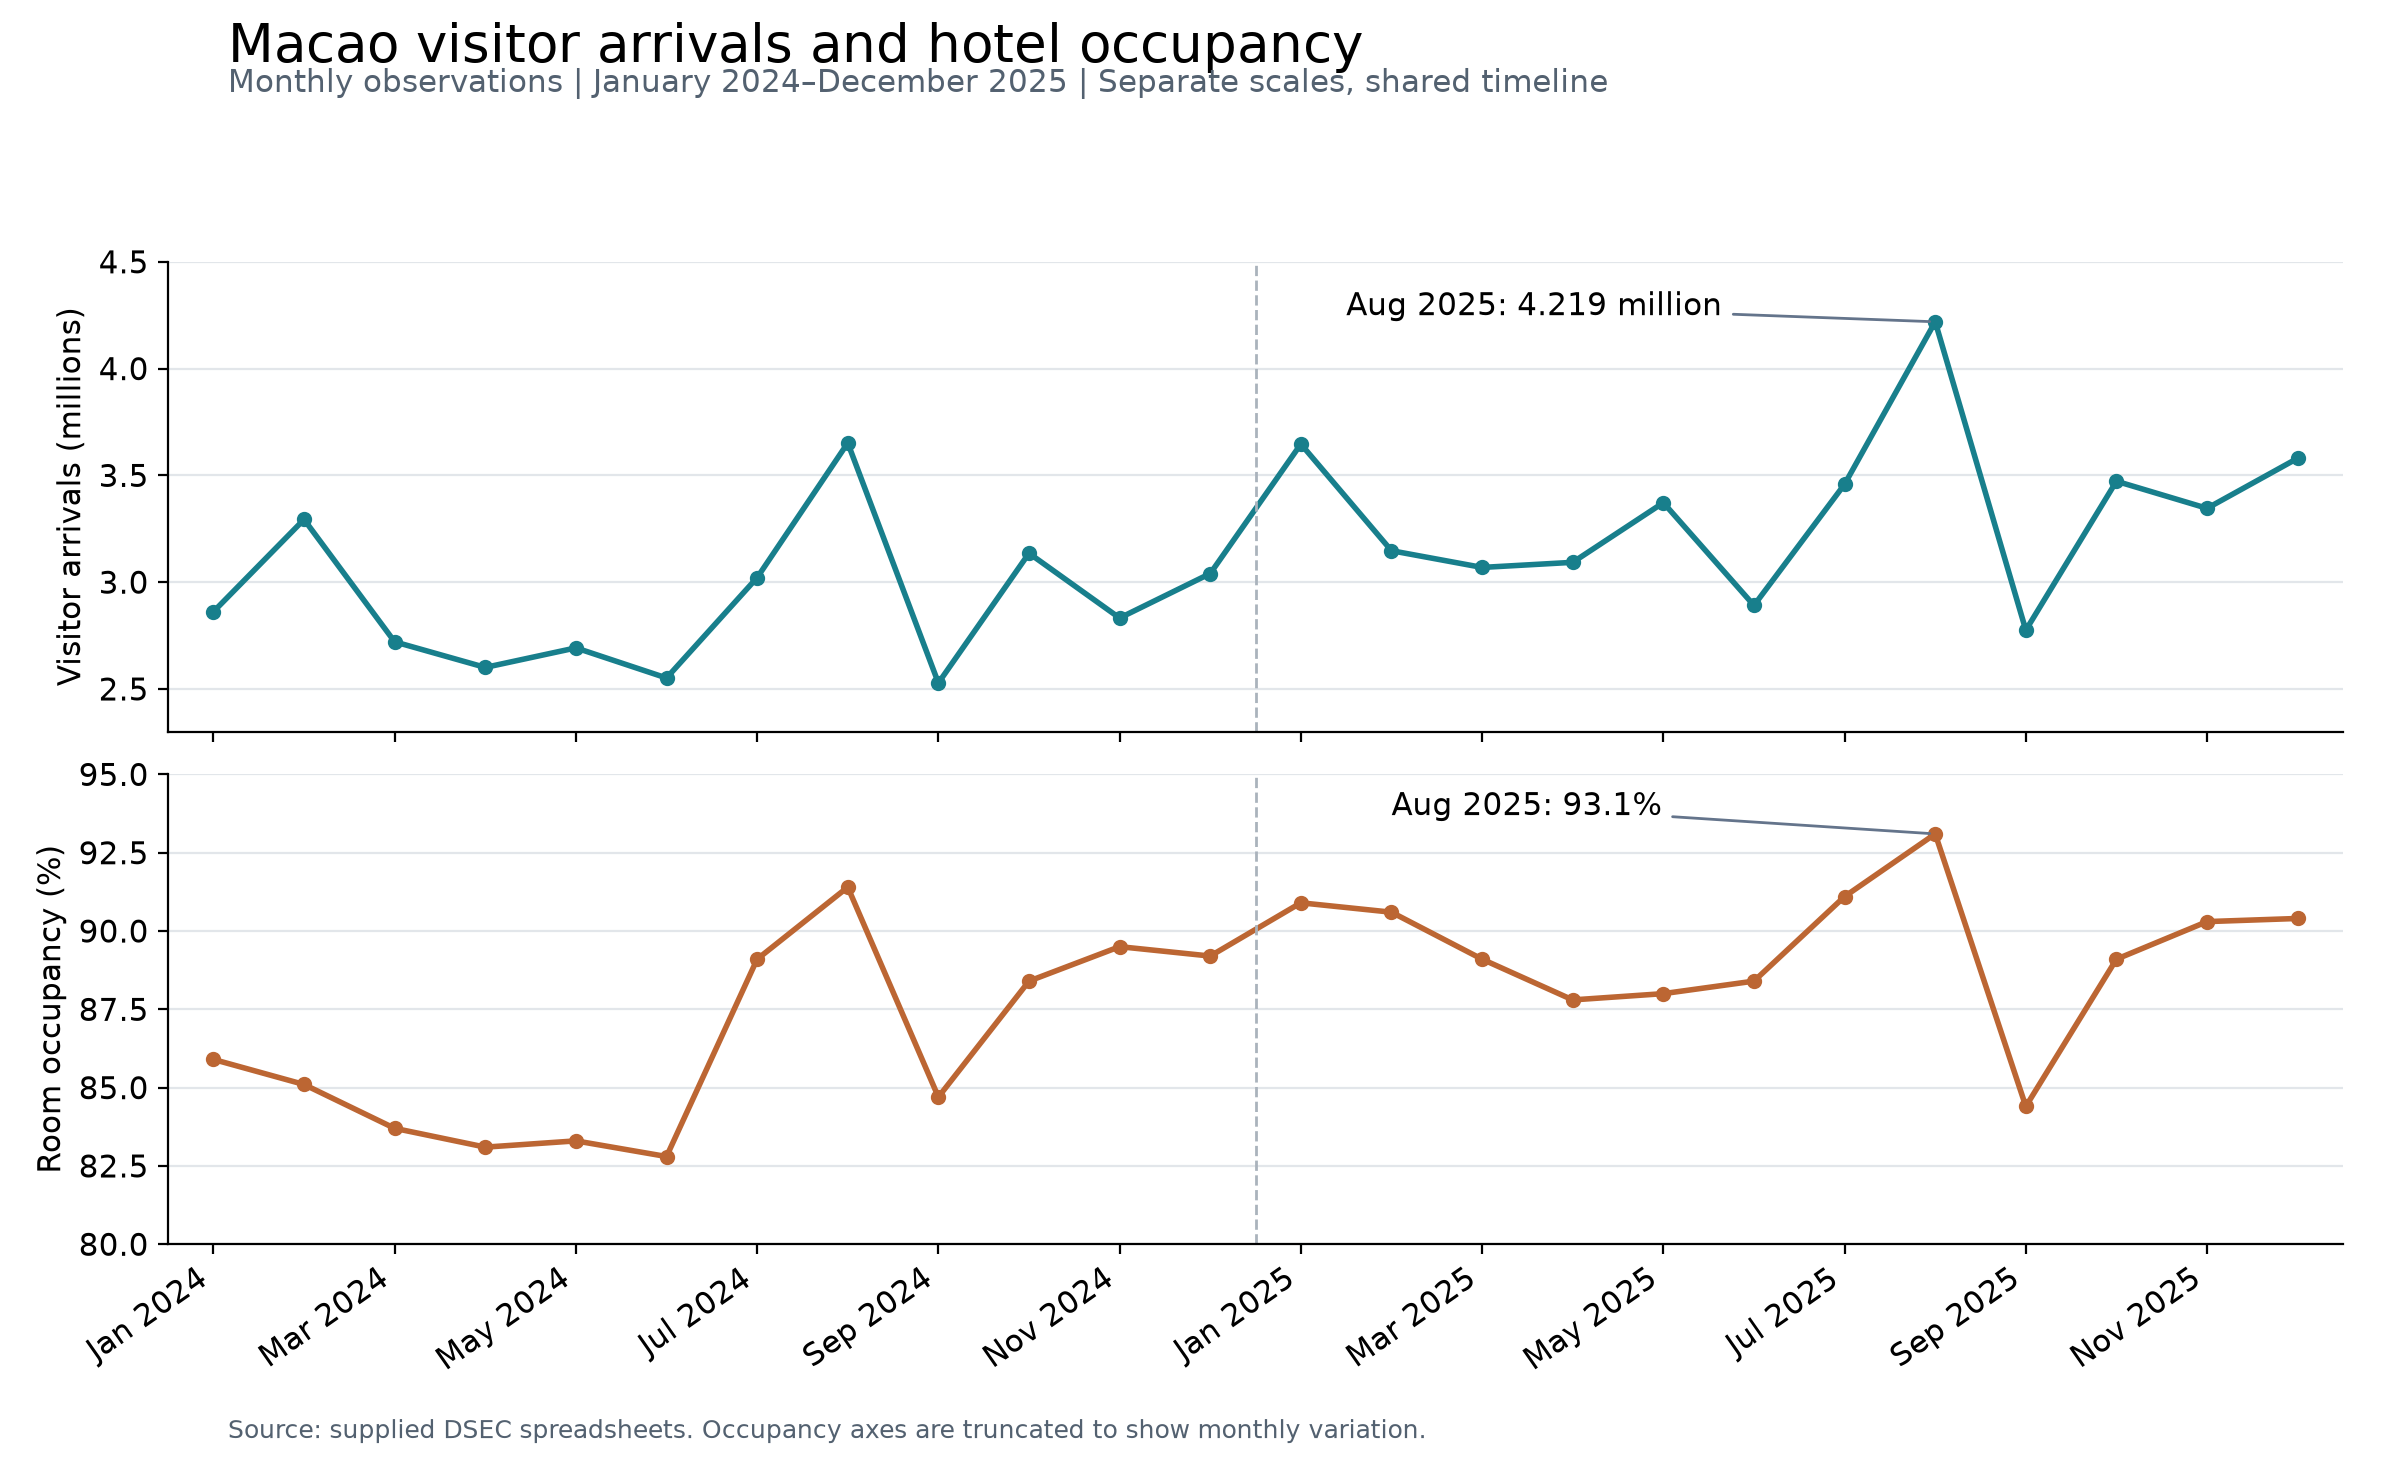 Macao visitor arrivals and hotel occupancy
Monthly observations | January 2024–December 2025 | Separate scales, shared timeline
Visitor arrivals (millions)
4.5
4.0
3.5
3.0
2.5
Aug 2025: 4.219 million
Room occupancy (%)
95.0
92.5
90.0
87.5
85.0
82.5
80.0
Aug 2025: 93.1%
Jan 2024
Mar 2024
May 2024
Jul 2024
Sep 2024
Nov 2024
Jan 2025
Mar 2025
May 2025
Jul 2025
Sep 2025
Nov 2025
Source: supplied DSEC spreadsheets. Occupancy axes are truncated to show monthly variation.